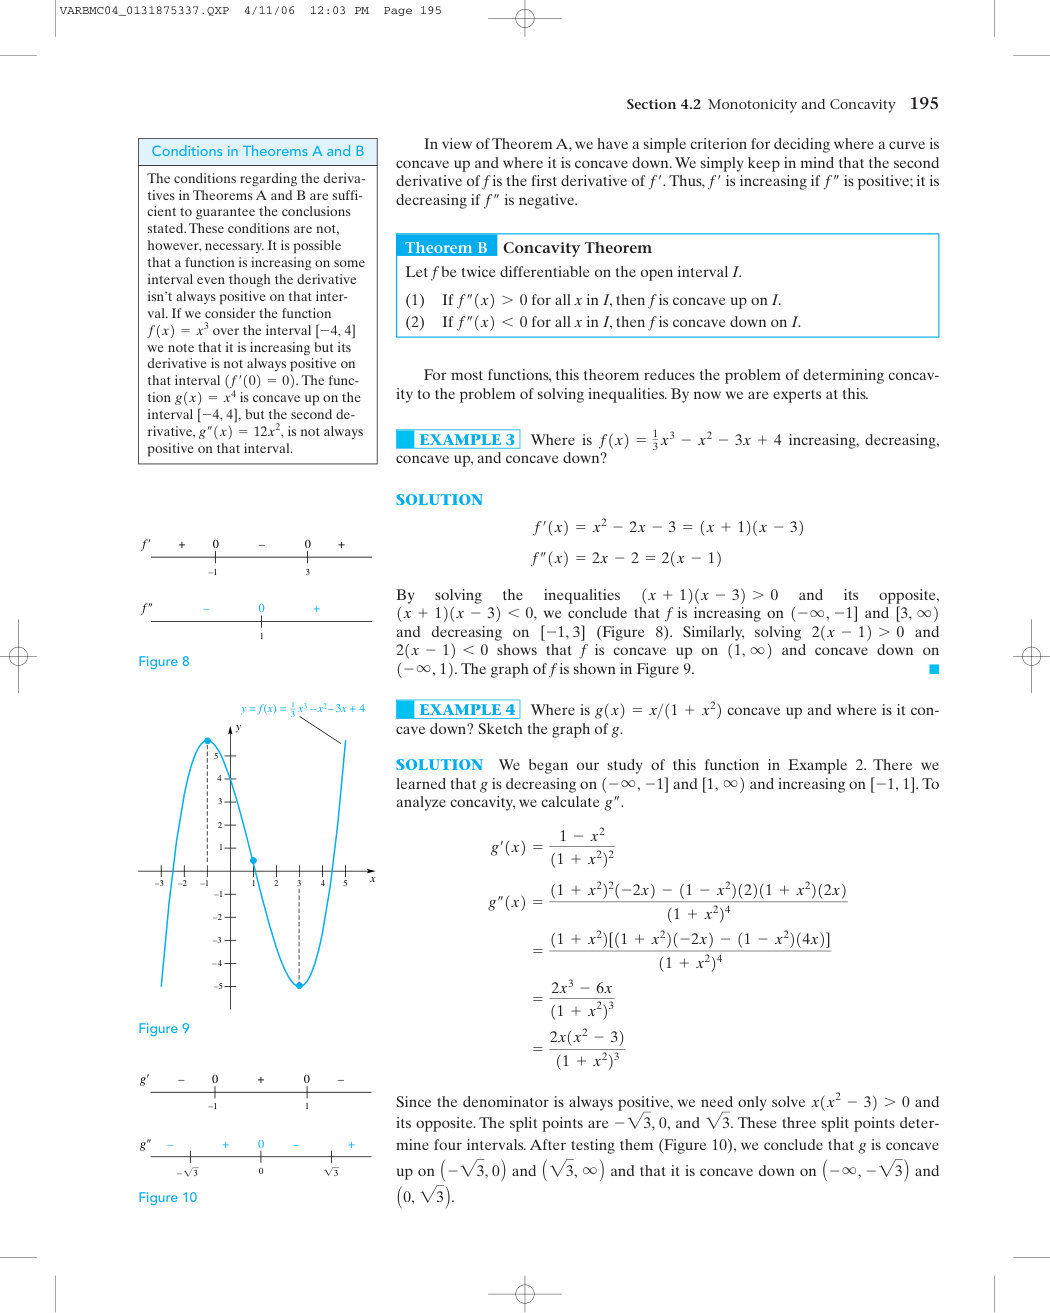 VARBMC04_0131875337.QXP 4/11/06 12:03 PM Page 195
Section 4.2 Monotonicity and Concavity 195
Conditions in Theorems A and B
The conditions regarding the deriva-
tives in Theorems A and B are suffi-
cient to guarantee the conclusions
stated. These conditions are not,
however, necessary. It is possible
that a function is increasing on some
interval even though the derivative
isn't always positive on that inter-
val. If we consider the function
f(x) = x³ over the interval [−4, 4]
we note that it is increasing but its
derivative is not always positive on
that interval (f′(0) = 0). The func-
tion g(x) = x⁴ is concave up on the
interval [−4, 4], but the second de-
rivative, g″(x) = 12x², is not always
positive on that interval.
f′ + 0 − 0 +
−1 3
f″ − 0 +
1
Figure 8
y = f(x) = 1/3 x³ − x² − 3x + 4
y
5
4
3
2
1
−3 −2 −1 1 2 3 4 5 x
−1
−2
−3
−4
−5
Figure 9
g′ − 0 + 0 −
−1 1
g″ − + 0 − +
−√3 0 √3
Figure 10
In view of Theorem A, we have a simple criterion for deciding where a curve is
concave up and where it is concave down. We simply keep in mind that the second
derivative of f is the first derivative of f′. Thus, f′ is increasing if f″ is positive; it is
decreasing if f″ is negative.
Theorem B Concavity Theorem
Let f be twice differentiable on the open interval I.
(1) If f″(x) > 0 for all x in I, then f is concave up on I.
(2) If f″(x) < 0 for all x in I, then f is concave down on I.
For most functions, this theorem reduces the problem of determining concav-
ity to the problem of solving inequalities. By now we are experts at this.
EXAMPLE 3 Where is f(x) = 1/3 x³ − x² − 3x + 4 increasing, decreasing,
concave up, and concave down?
SOLUTION
f′(x) = x² − 2x − 3 = (x + 1)(x − 3)
f″(x) = 2x − 2 = 2(x − 1)
By solving the inequalities (x + 1)(x − 3) > 0 and its opposite,
(x + 1)(x − 3) < 0, we conclude that f is increasing on (−∞, −1] and [3, ∞)
and decreasing on [−1, 3] (Figure 8). Similarly, solving 2(x − 1) > 0 and
2(x − 1) < 0 shows that f is concave up on (1, ∞) and concave down on
(−∞, 1). The graph of f is shown in Figure 9.
EXAMPLE 4 Where is g(x) = x/(1 + x²) concave up and where is it con-
cave down? Sketch the graph of g.
SOLUTION We began our study of this function in Example 2. There we
learned that g is decreasing on (−∞, −1] and [1, ∞) and increasing on [−1, 1]. To
analyze concavity, we calculate g″.
g′(x) = (1 − x²) / (1 + x²)²
g″(x) = ((1 + x²)²(−2x) − (1 − x²)(2)(1 + x²)(2x)) / (1 + x²)⁴
= ((1 + x²)[(1 + x²)(−2x) − (1 − x²)(4x)]) / (1 + x²)⁴
= (2x³ − 6x) / (1 + x²)³
= 2x(x² − 3) / (1 + x²)³
Since the denominator is always positive, we need only solve x(x² − 3) > 0 and
its opposite. The split points are −√3, 0, and √3. These three split points deter-
mine four intervals. After testing them (Figure 10), we conclude that g is concave
up on (−√3, 0) and (√3, ∞) and that it is concave down on (−∞, −√3) and
(0, √3).